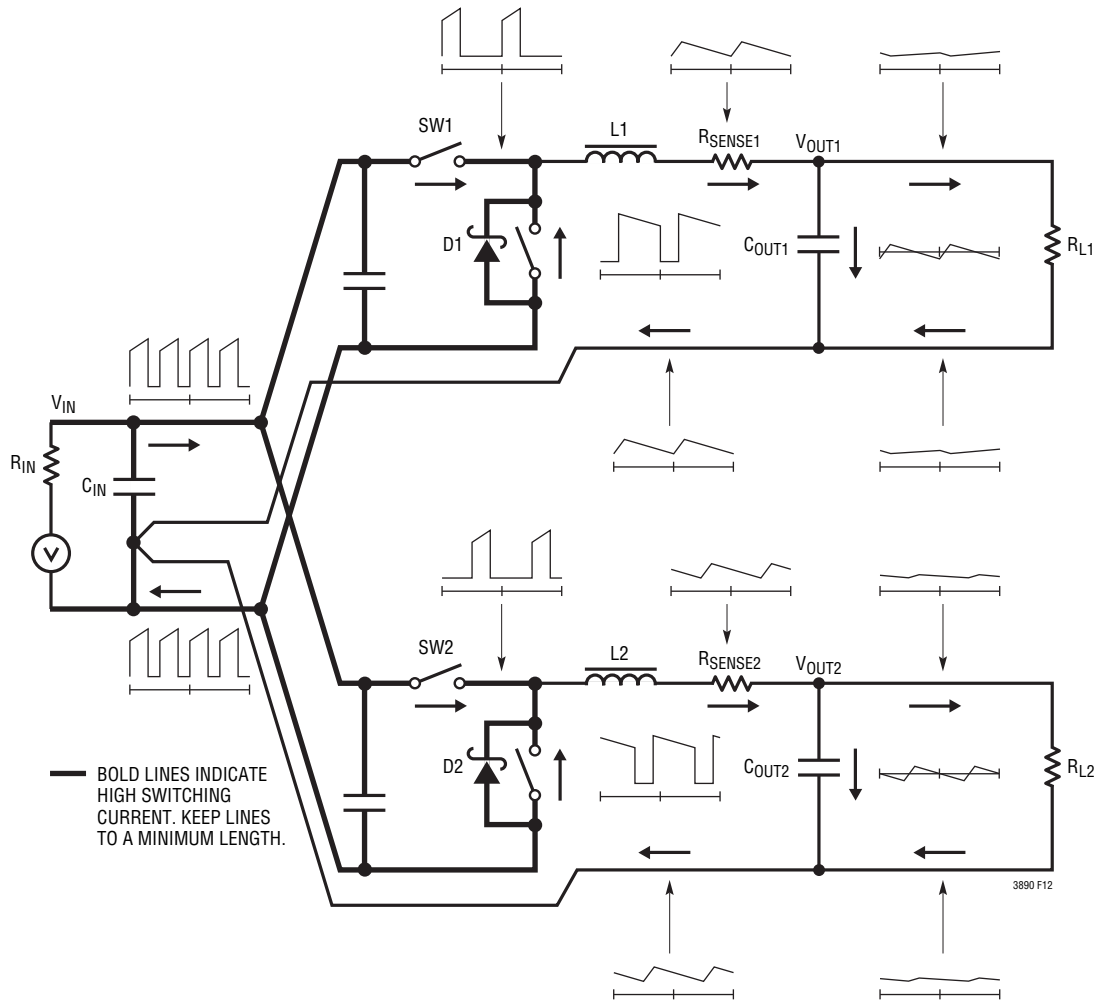 SW1
L1
RSENSE1
VOUT1
D1
COUT1
RL1
VIN
RIN
CIN
V
SW2
L2
RSENSE2
VOUT2
D2
COUT2
RL2
BOLD LINES INDICATE
HIGH SWITCHING
CURRENT. KEEP LINES
TO A MINIMUM LENGTH.
3890 F12